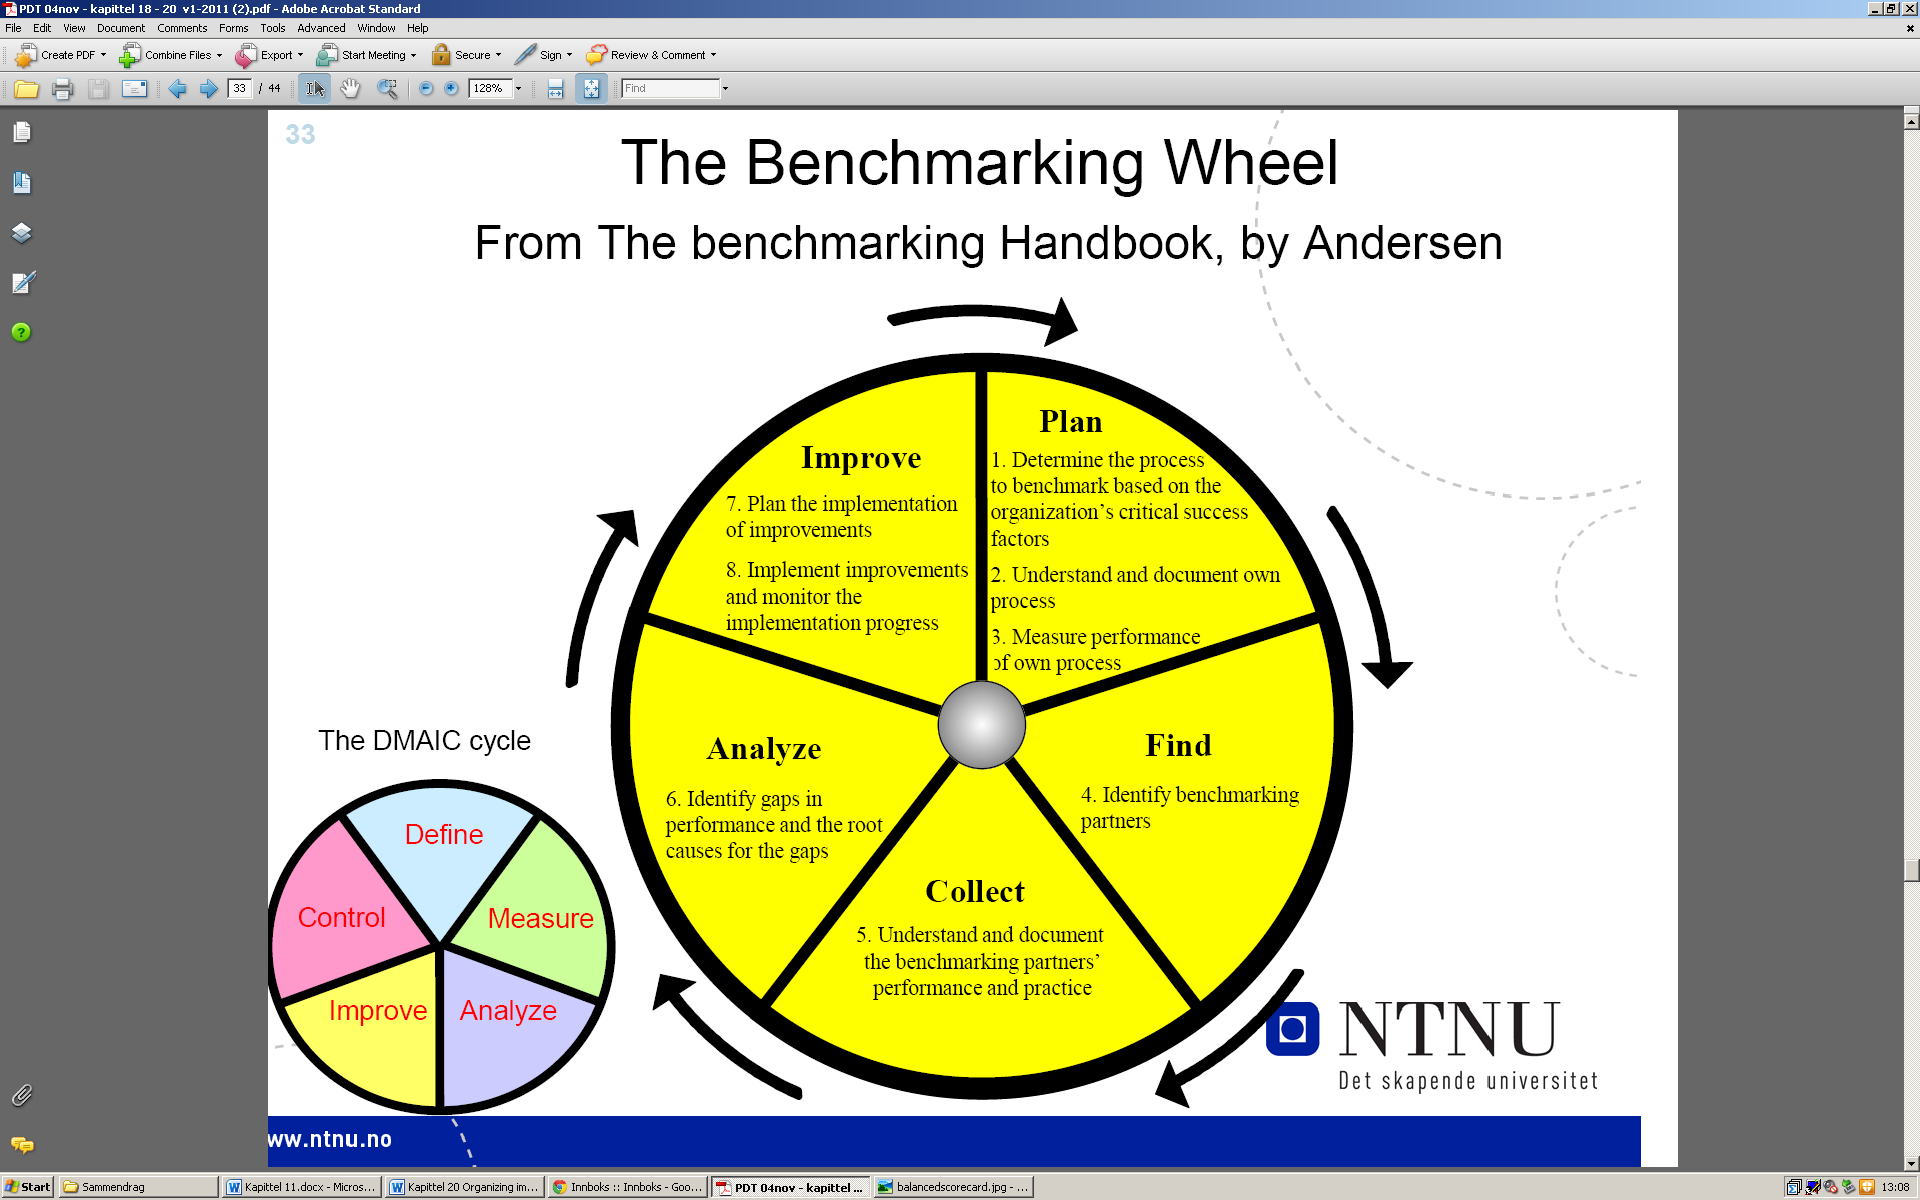 PDT 04nov - kapittel 18 - 20 v1-2011 (2).pdf - Adobe Acrobat Standard
File Edit View Document Comments Forms Tools Advanced Window Help
Create PDF Combine Files Export Start Meeting Secure Sign Review & Comment
33 / 44 128% Find
33
The Benchmarking Wheel
From The benchmarking Handbook, by Andersen
Plan
1. Determine the process
to benchmark based on the
organization's critical success
factors
2. Understand and document own
process
3. Measure performance
of own process
Find
4. Identify benchmarking
partners
Collect
5. Understand and document
the benchmarking partners'
performance and practice
Analyze
6. Identify gaps in
performance and the root
causes for the gaps
Improve
7. Plan the implementation
of improvements
8. Implement improvements
and monitor the
implementation progress
The DMAIC cycle
Define
Measure
Analyze
Improve
Control
NTNU
Det skapende universitet
ww.ntnu.no
Start Sammendrag Kapittel 11.docx - Micros... Kapittel 20 Organizing im... Innboks :: Innboks - Goo... PDT 04nov - kapittel ... balancedscorecard.jpg - ... 13:08